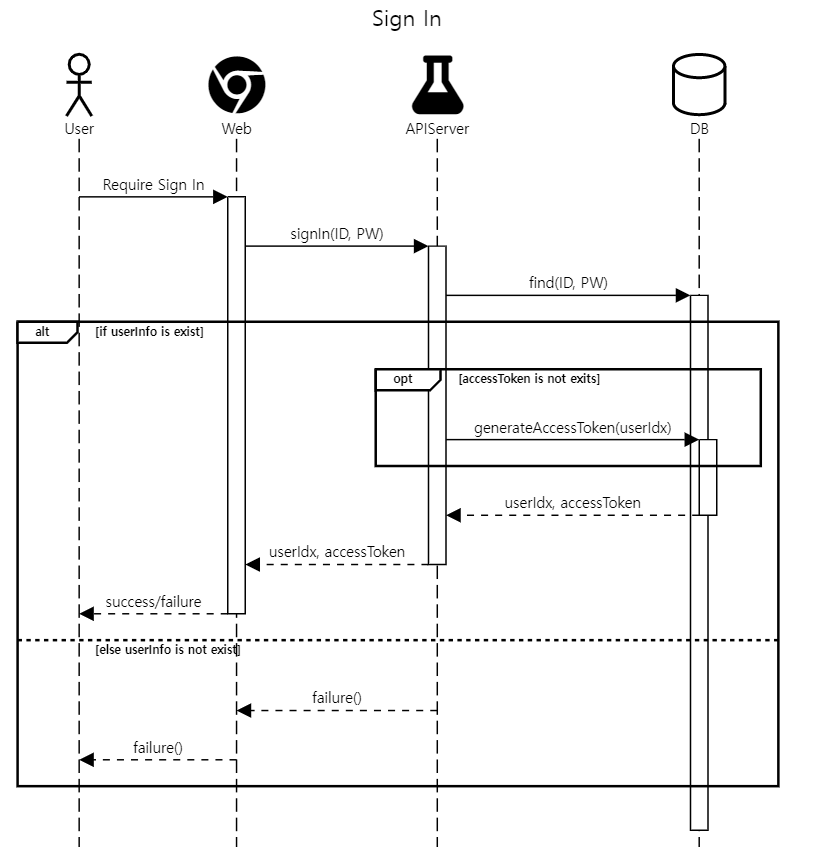 Sign In
User
Web
APIServer
DB
Require Sign In
signIn(ID, PW)
find(ID, PW)
alt
[if userInfo is exist]
opt
[accessToken is not exits]
generateAccessToken(userIdx)
userIdx, accessToken
userIdx, accessToken
success/failure
[else userInfo is not exist]
failure()
failure()